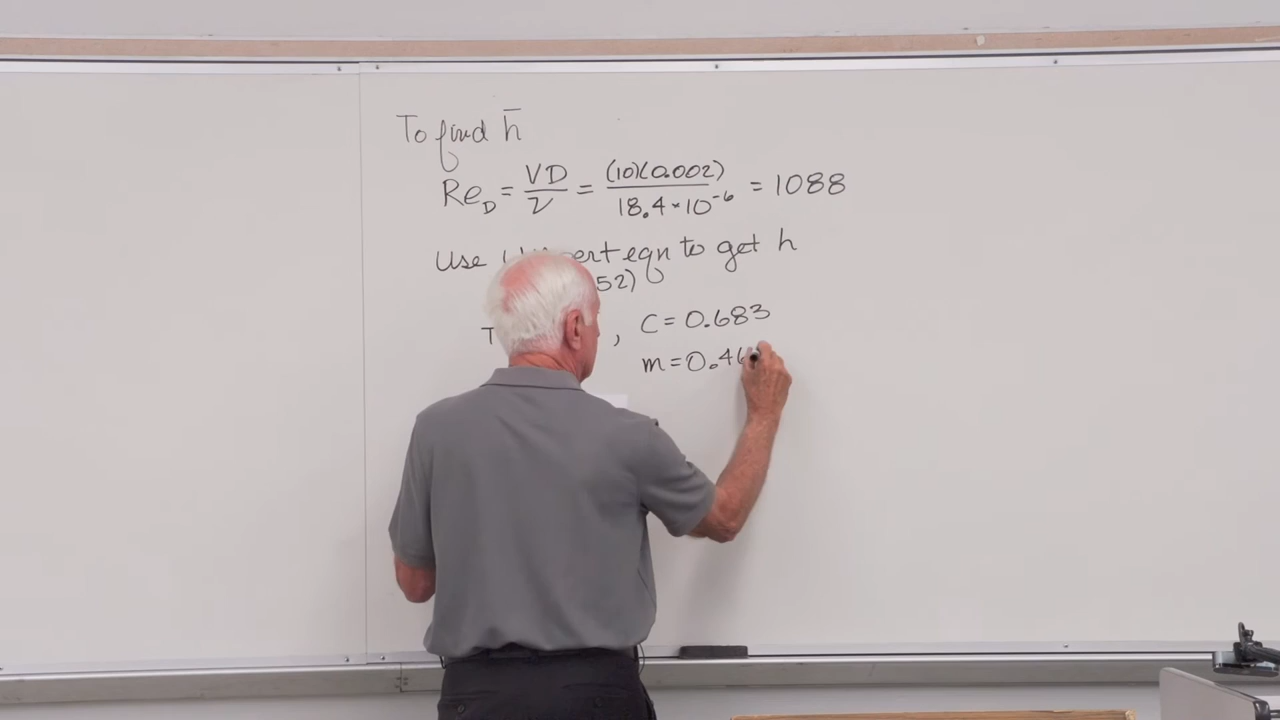 To find h̄
Re_D = VD/ν = (10)(0.002)/18.4×10⁻⁶ = 1088
Use eqn to get h
52)
, C = 0.683
m = 0.46